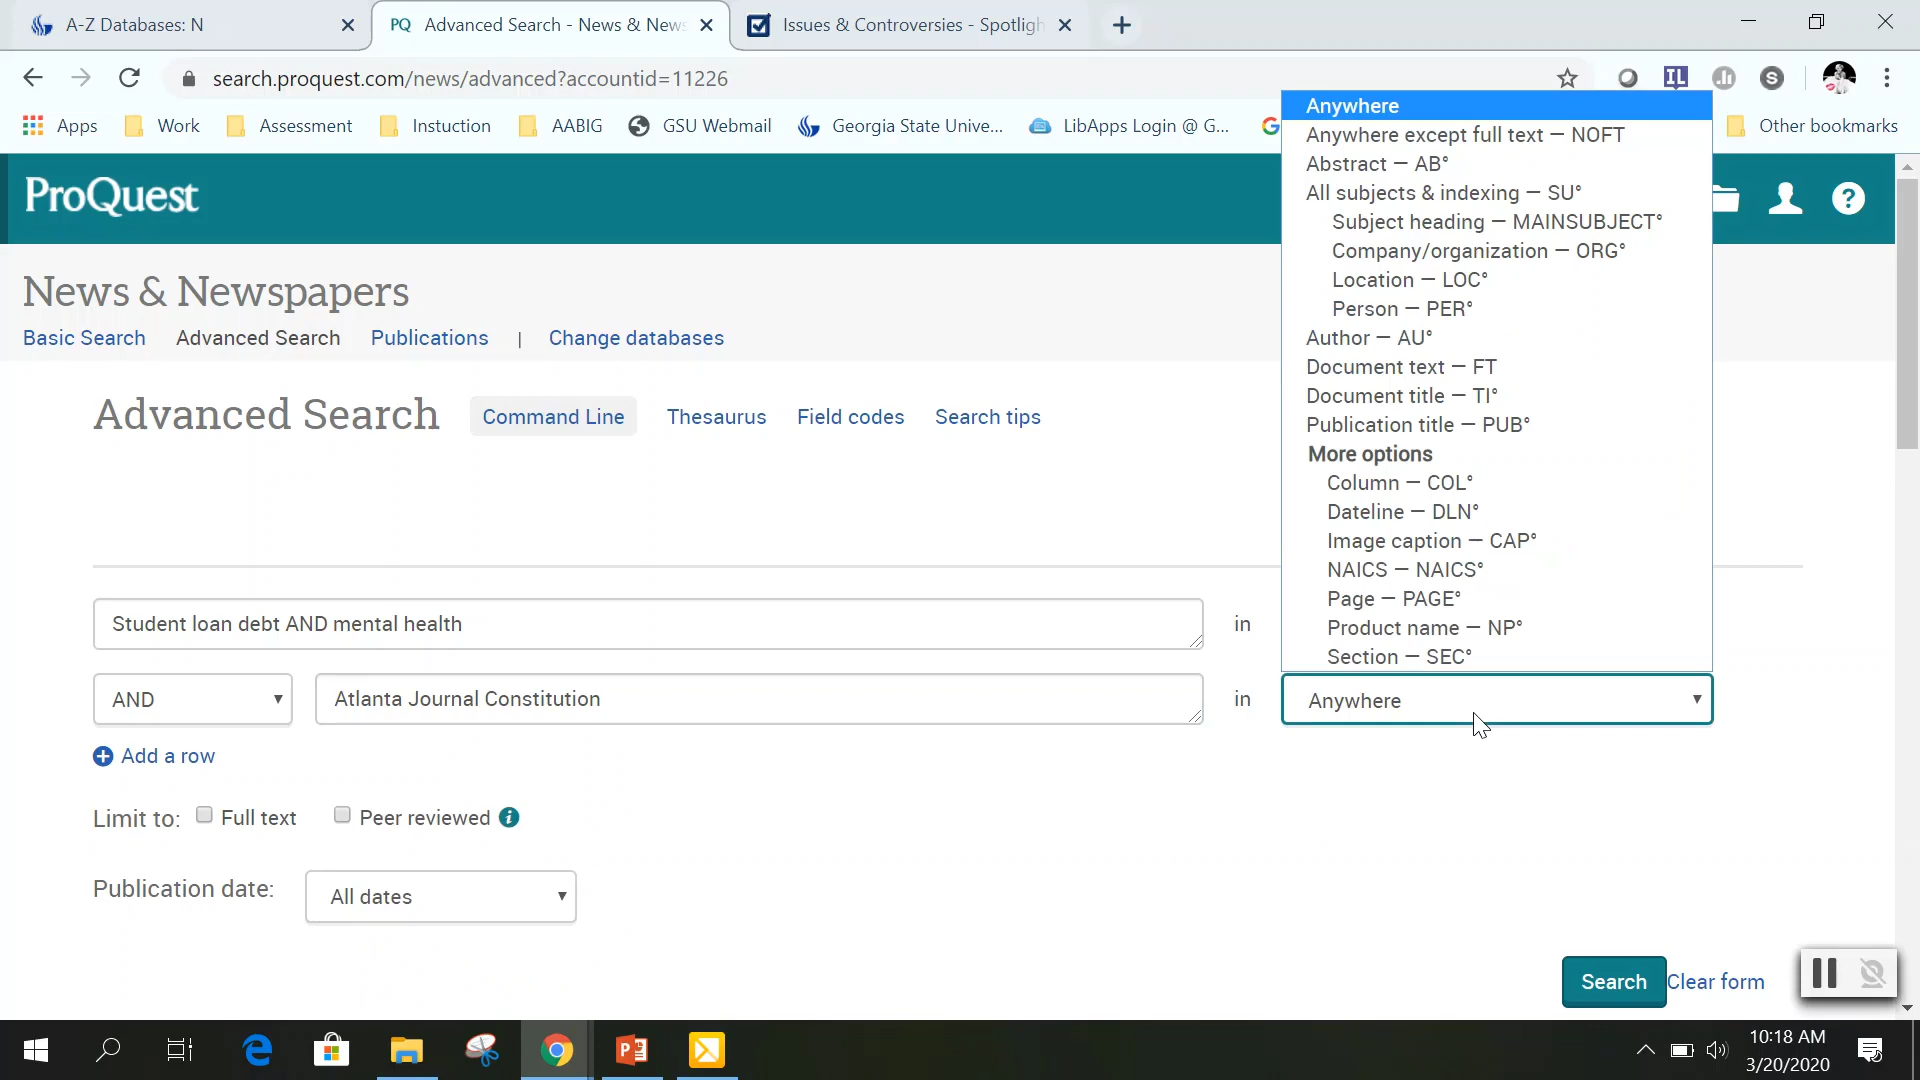 A-Z Databases: N
PQ Advanced Search - News & News
Issues & Controversies - Spotligh
search.proquest.com/news/advanced?accountid=11226
IL
S
Apps
Work
Assessment
Instuction
AABIG
GSU Webmail
Georgia State Unive...
LibApps Login @ G...
Other bookmarks
ProQuest
?
News & Newspapers
Basic Search
Advanced Search
Publications
|
Change databases
Advanced Search
Command Line
Thesaurus
Field codes
Search tips
Anywhere
Anywhere except full text — NOFT
Abstract — AB°
All subjects & indexing — SU°
Subject heading — MAINSUBJECT°
Company/organization — ORG°
Location — LOC°
Person — PER°
Author — AU°
Document text — FT
Document title — TI°
Publication title — PUB°
More options
Column — COL°
Dateline — DLN°
Image caption — CAP°
NAICS — NAICS°
Page — PAGE°
Product name — NP°
Section — SEC°
Student loan debt AND mental health
in
AND
Atlanta Journal Constitution
in
Anywhere
Add a row
Limit to:
Full text
Peer reviewed
i
Publication date:
All dates
Search
Clear form
10:18 AM
3/20/2020